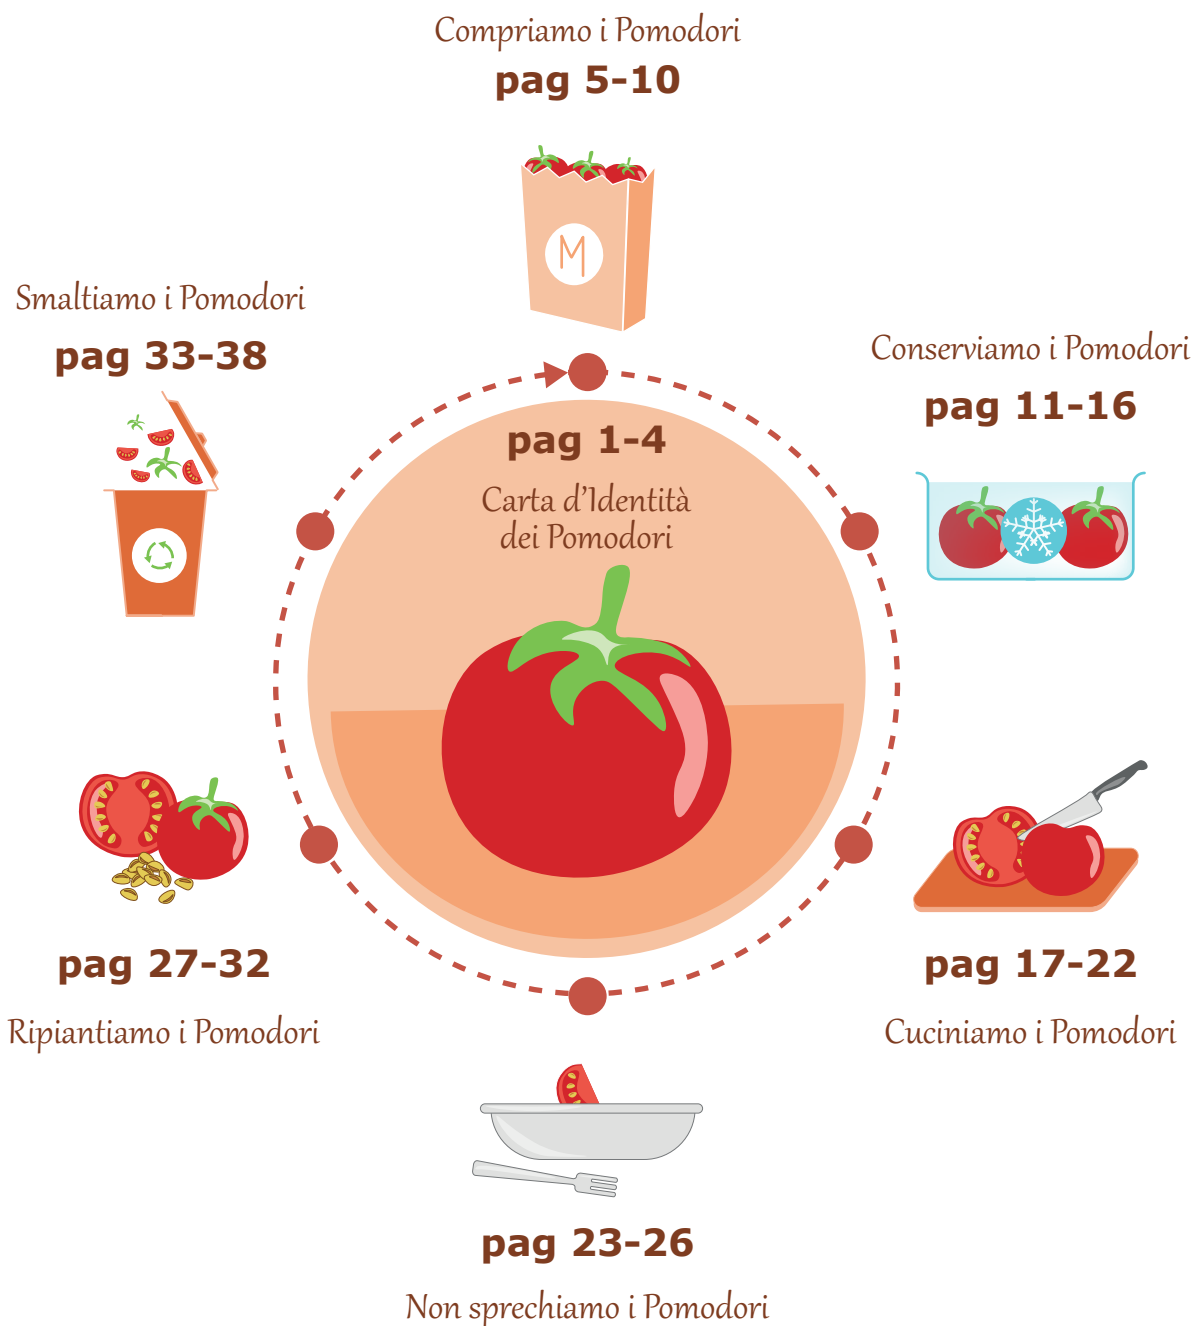 Compriamo i Pomodori
pag 5-10
M
Smaltiamo i Pomodori
pag 33-38
Conserviamo i Pomodori
pag 11-16
pag 1-4
Carta d'Identità
dei Pomodori
pag 27-32
Ripiantiamo i Pomodori
pag 17-22
Cuciniamo i Pomodori
pag 23-26
Non sprechiamo i Pomodori